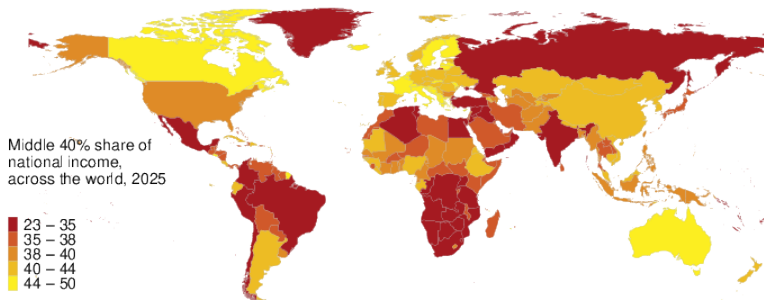 Middle 40% share of
national income,
across the world, 2025
23 – 35
35 – 38
38 – 40
40 – 44
44 – 50